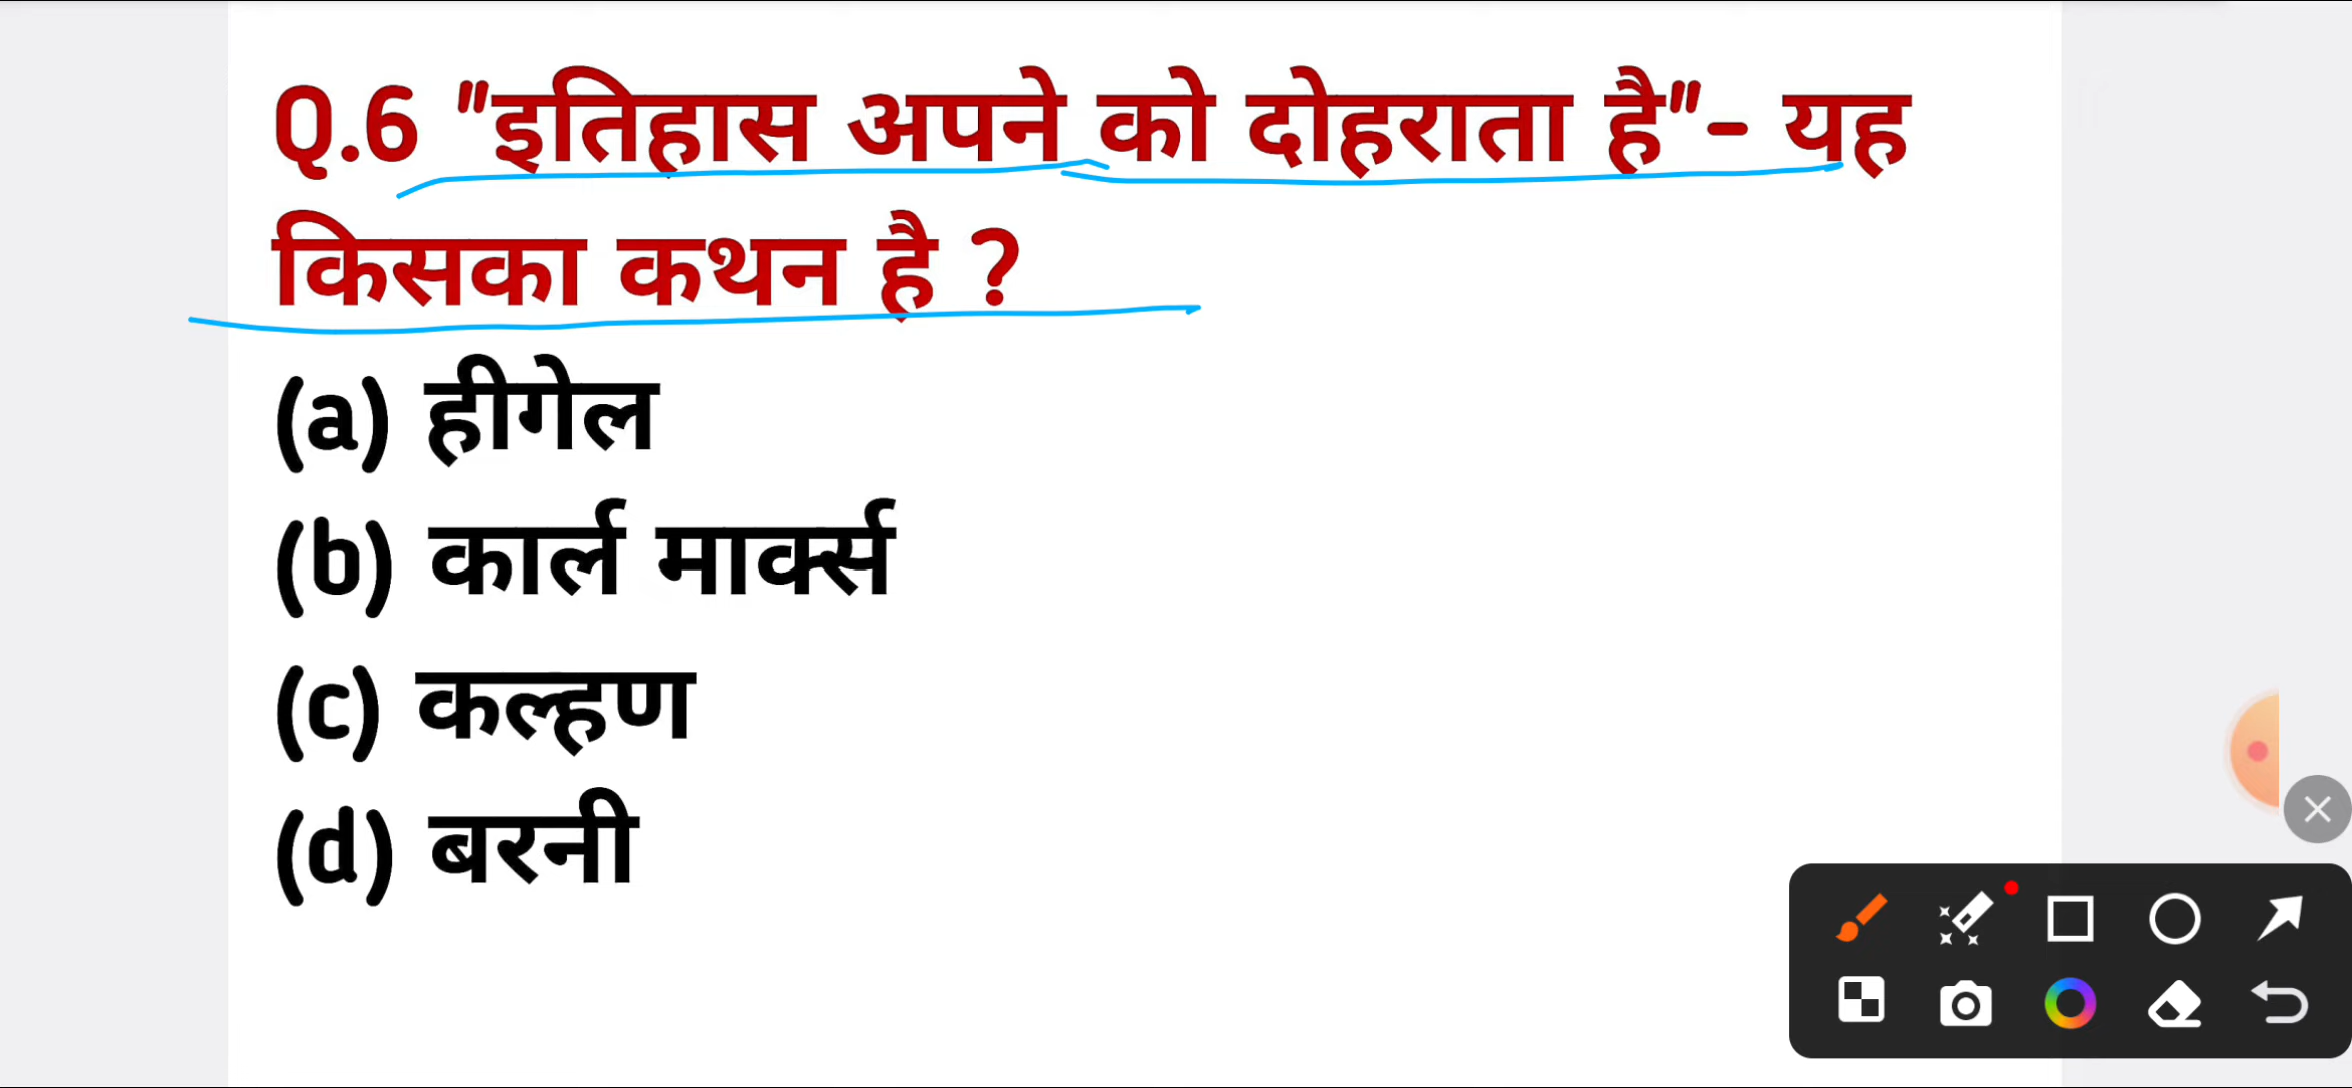 Q.6 "इतिहास अपने को दोहराता है"- यह
किसका कथन है ?
(a) हीगेल
(b) कार्ल मार्क्स
(c) कल्हण
(d) बरनी